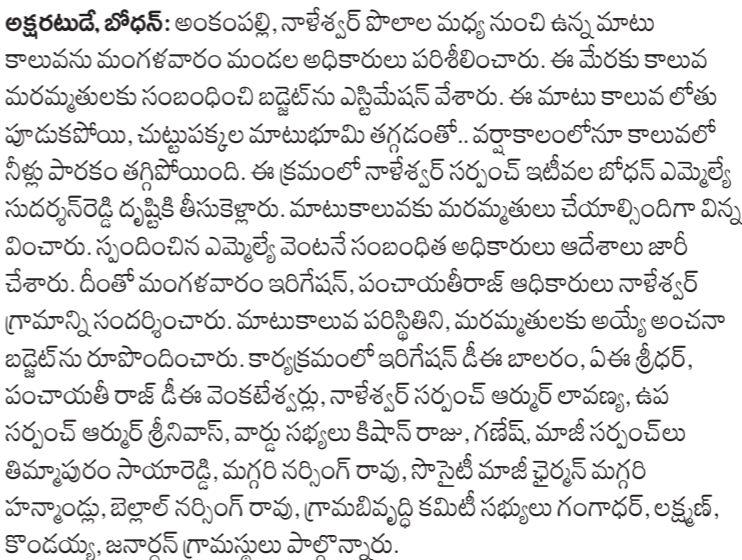 అక్షరటుడే, బోధన్: అంకంపల్లి, నాళేశ్వర్ పొలాల మధ్య నుంచి ఉన్న మాటు
కాలువను మంగళవారం మండల అధికారులు పరిశీలించారు. ఈ మేరకు కాలువ
మరమ్మతులకు సంబంధించి బడ్జెట్‌ను ఎస్టిమేషన్ వేశారు. ఈ మాటు కాలువ లోతు
పూడుకపోయి, చుట్టుపక్కల మాటుభూమి తగ్గడంతో.. వర్షాకాలంలోనూ కాలువలో
నీళ్లు పారకం తగ్గిపోయింది. ఈ క్రమంలో నాళేశ్వర్ సర్పంచ్ ఇటీవల బోధన్ ఎమ్మెల్యే
సుదర్శన్‌రెడ్డి దృష్టికి తీసుకెళ్లారు. మాటుకాలువకు మరమ్మతులు చేయాల్సిందిగా విన్న
వించారు. స్పందించిన ఎమ్మెల్యే వెంటనే సంబంధిత అధికారులు ఆదేశాలు జారీ
చేశారు. దీంతో మంగళవారం ఇరిగేషన్, పంచాయతీరాజ్ ఆధికారులు నాళేశ్వర్
గ్రామాన్ని సందర్శించారు. మాటుకాలువ పరిస్థితిని, మరమ్మతులకు అయ్యే అంచనా
బడ్జెట్‌ను రూపొందించారు. కార్యక్రమంలో ఇరిగేషన్ డీఈ బాలరం, ఏఈ శ్రీధర్,
పంచాయతీ రాజ్ డీఈ వెంకటేశ్వర్లు, నాళేశ్వర్ సర్పంచ్ ఆర్ముర్ లావణ్య, ఉప
సర్పంచ్ ఆర్ముర్ శ్రీనివాస్, వార్డు సభ్యలు కిషాన్ రాజు, గణేష్, మాజీ సర్పంచ్‌లు
తిమ్మాపురం సాయారెడ్డి, మగ్గరి నర్సింగ్ రావు, సొసైటీ మాజీ ఛైర్మన్ మగ్గరి
హన్మాండ్లు, బెల్లాల్ నర్సింగ్ రావు, గ్రామబివృద్ధి కమిటీ సభ్యులు గంగాధర్, లక్ష్మణ్,
కొండయ్య, జనార్దన్ గ్రామస్థులు పాల్గొన్నారు.